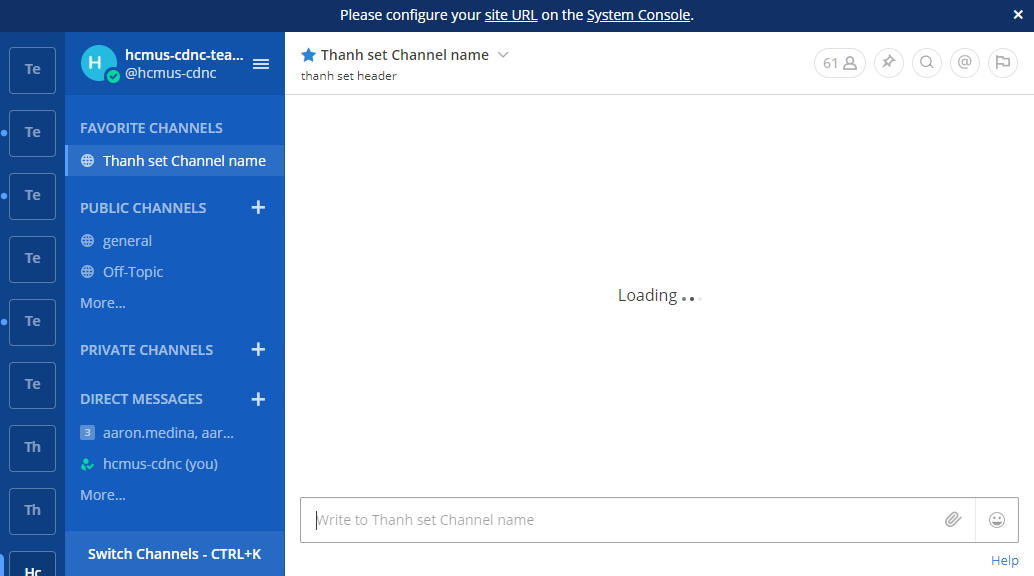 Please configure your site URL on the System Console.
Te
Te
Te
Te
Te
Te
Th
Th
Hc
H
hcmus-cdnc-tea...
@hcmus-cdnc
FAVORITE CHANNELS
Thanh set Channel name
PUBLIC CHANNELS
general
Off-Topic
More...
PRIVATE CHANNELS
DIRECT MESSAGES
3 aaron.medina, aar...
hcmus-cdnc (you)
More...
Switch Channels - CTRL+K
Thanh set Channel name
thanh set header
61
@
Loading
Write to Thanh set Channel name
Help